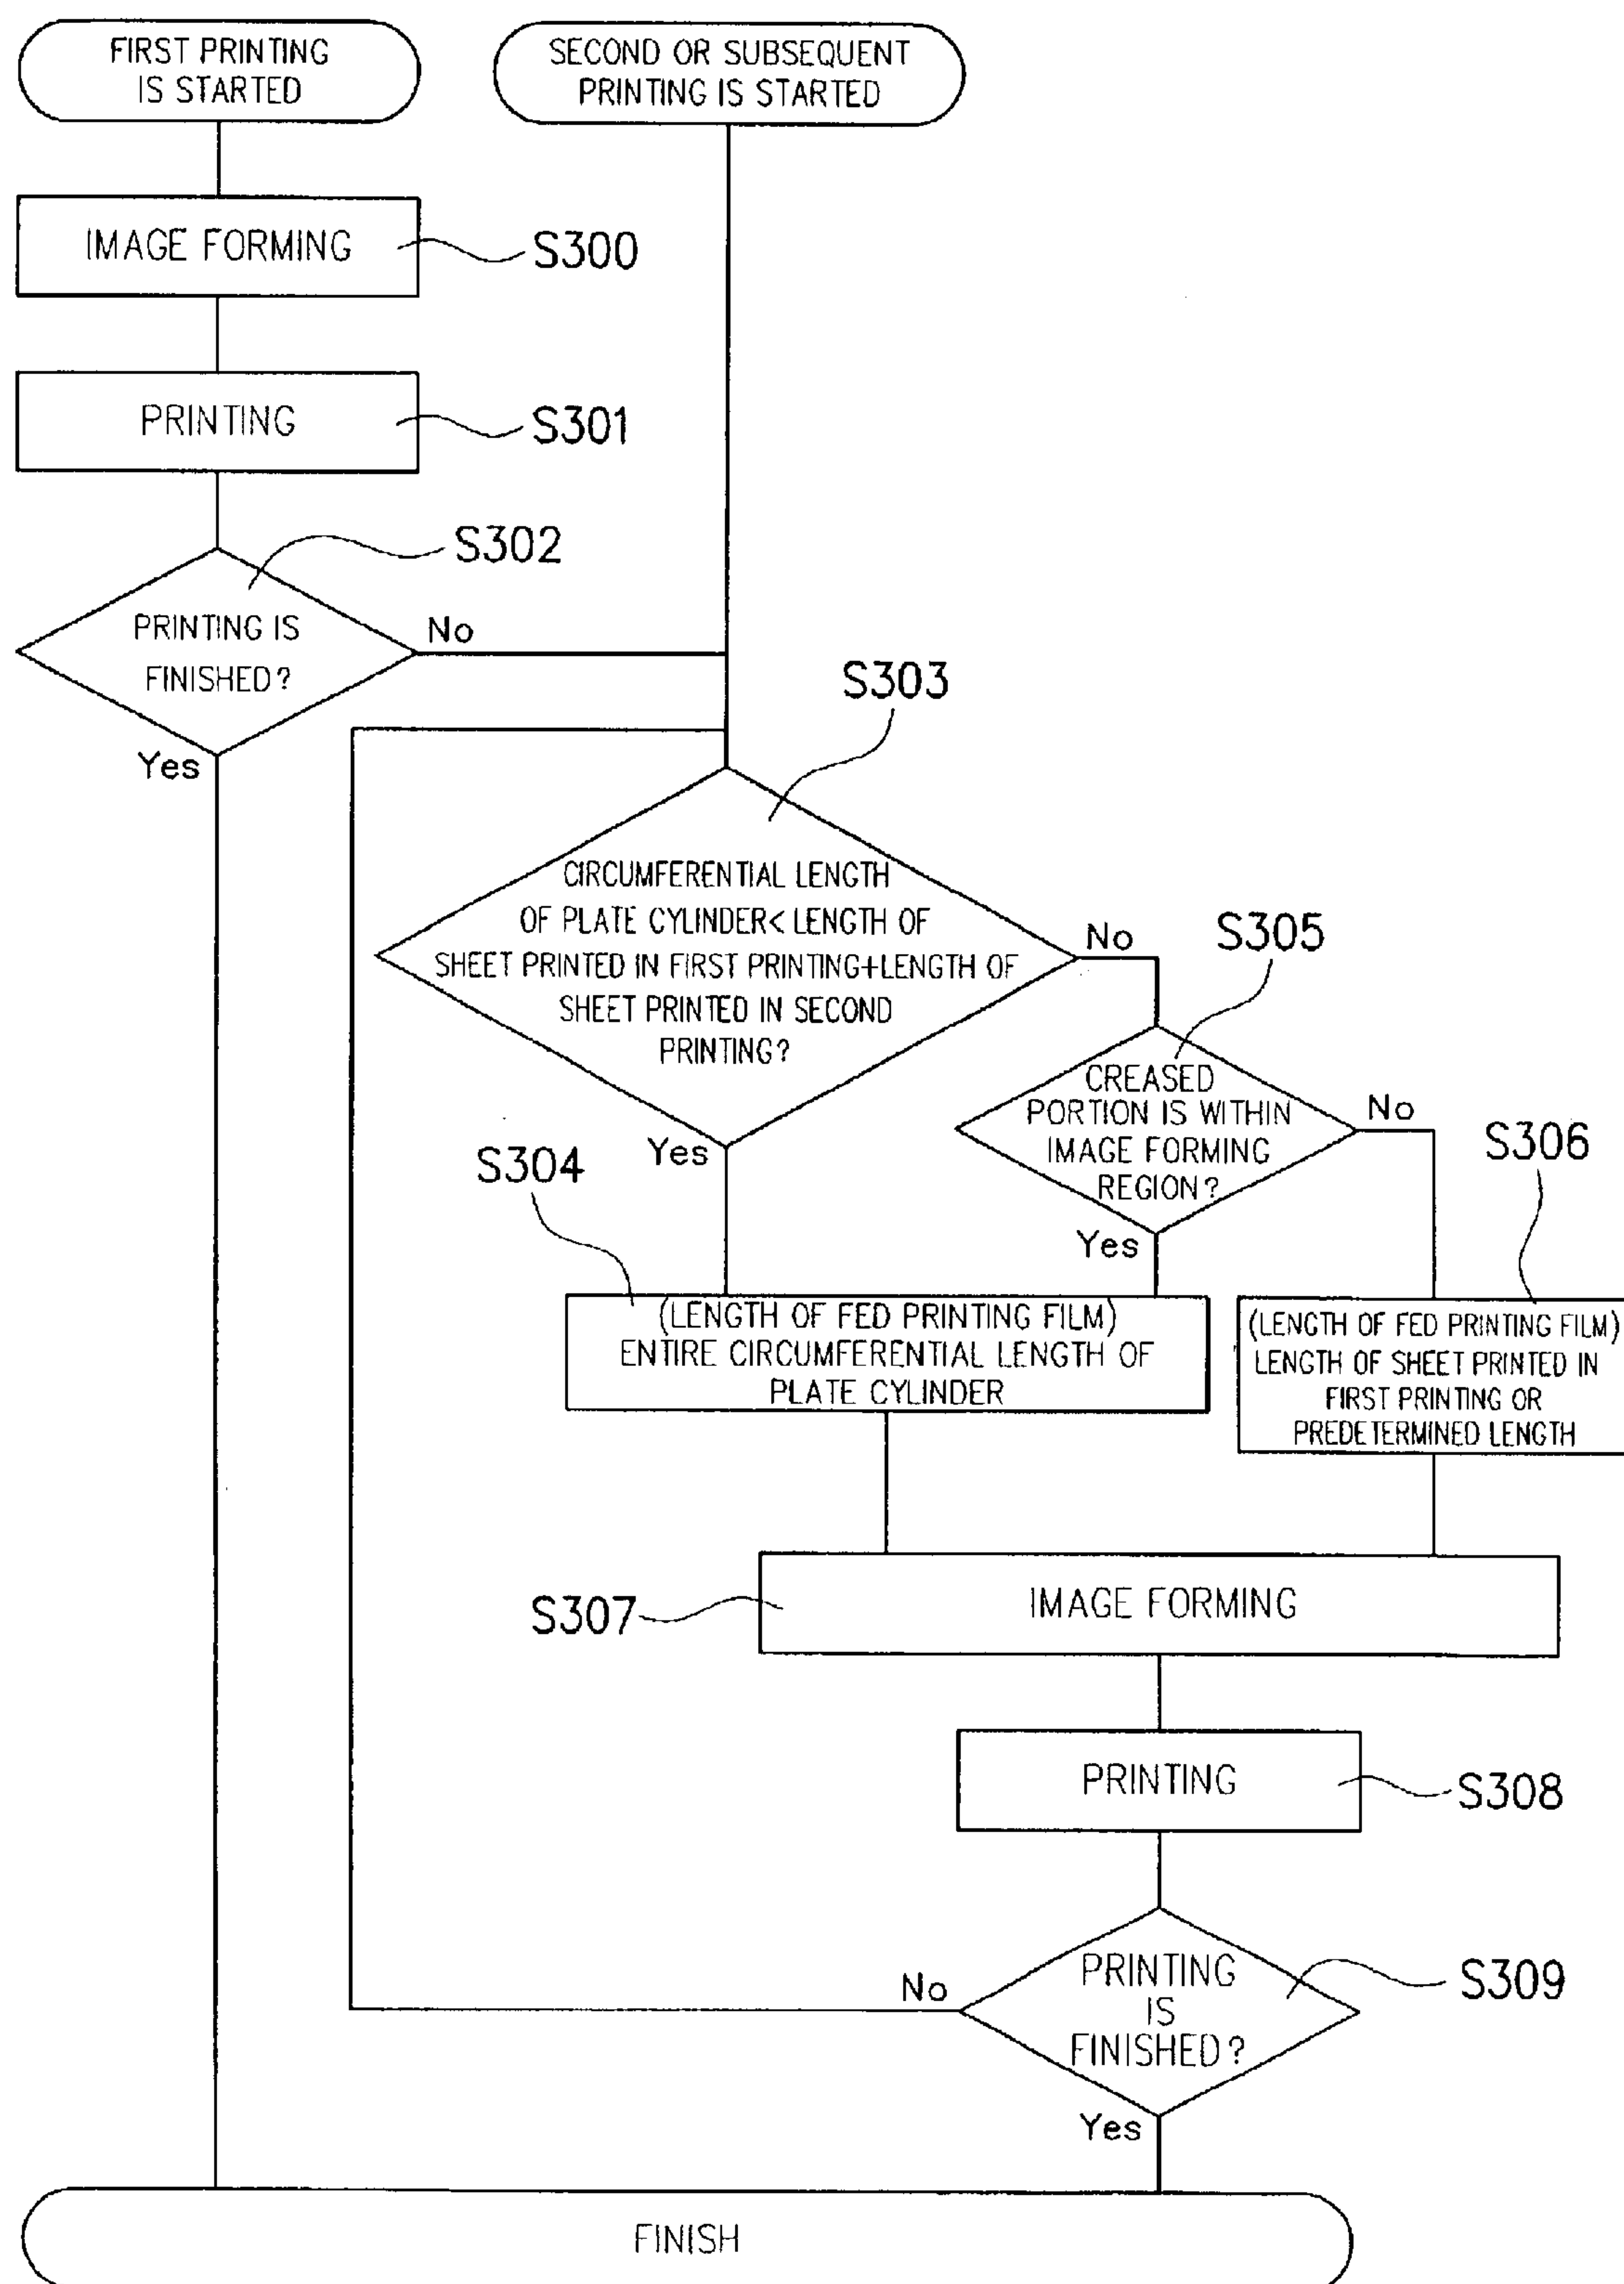 FIRST PRINTING
IS STARTED
SECOND OR SUBSEQUENT
PRINTING IS STARTED
IMAGE FORMING
S300
PRINTING
S301
S302
PRINTING IS
FINISHED?
No
Yes
S303
CIRCUMFERENTIAL LENGTH
OF PLATE CYLINDER<LENGTH OF
SHEET PRINTED IN FIRST PRINTING+LENGTH OF
SHEET PRINTED IN SECOND
PRINTING?
No
Yes
S305
CREASED
PORTION IS WITHIN
IMAGE FORMING
REGION?
No
Yes
S304
(LENGTH OF FED PRINTING FILM)
ENTIRE CIRCUMFERENTIAL LENGTH OF
PLATE CYLINDER
S306
(LENGTH OF FED PRINTING FILM)
LENGTH OF SHEET PRINTED IN
FIRST PRINTING OR
PREDETERMINED LENGTH
S307
IMAGE FORMING
PRINTING
S308
PRINTING
IS
FINISHED?
S309
No
Yes
FINISH